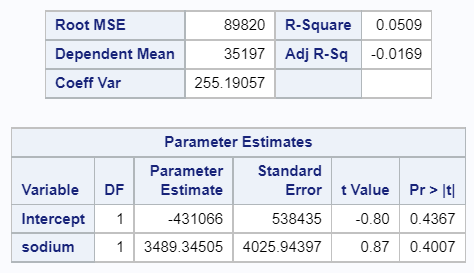 Root MSE 89820 R-Square 0.0509
Dependent Mean 35197 Adj R-Sq -0.0169
Coeff Var 255.19057
Parameter Estimates
Variable DF Parameter Estimate Standard Error t Value Pr > |t|
Intercept 1 -431066 538435 -0.80 0.4367
sodium 1 3489.34505 4025.94397 0.87 0.4007